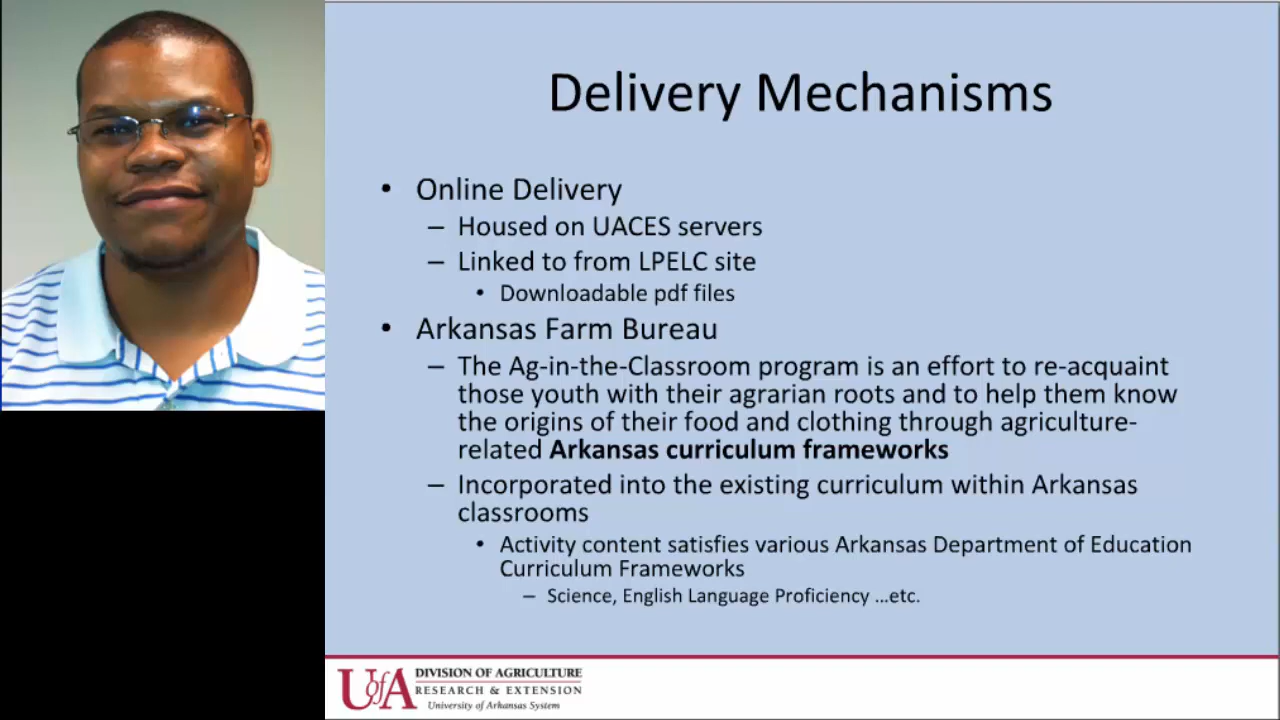 Delivery Mechanisms
• Online Delivery
– Housed on UACES servers
– Linked to from LPELC site
• Downloadable pdf files
• Arkansas Farm Bureau
– The Ag-in-the-Classroom program is an effort to re-acquaint
those youth with their agrarian roots and to help them know
the origins of their food and clothing through agriculture-
related Arkansas curriculum frameworks
– Incorporated into the existing curriculum within Arkansas
classrooms
• Activity content satisfies various Arkansas Department of Education
Curriculum Frameworks
– Science, English Language Proficiency ...etc.
UofA DIVISION OF AGRICULTURE
RESEARCH & EXTENSION
University of Arkansas System